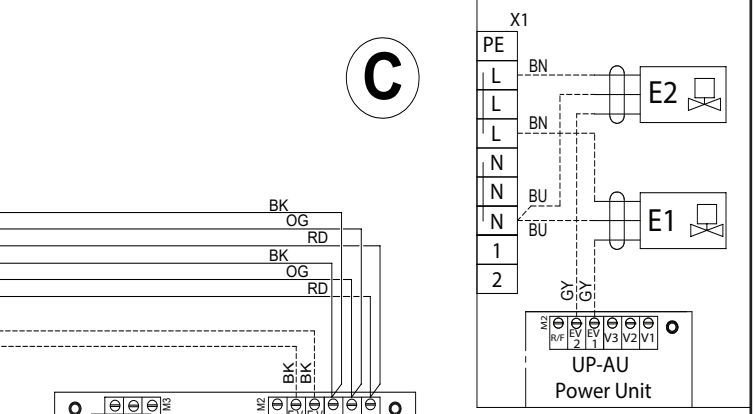 C
BK
OG
RD
BK
OG
RD
BK
BK
M3
M2
X1
PE
L
L
L
N
N
N
1
2
BN
BN
BU
BU
E2
E1
GY
GY
M2
R/F
EV 2
EV 1
V3
V2
V1
UP-AU
Power Unit